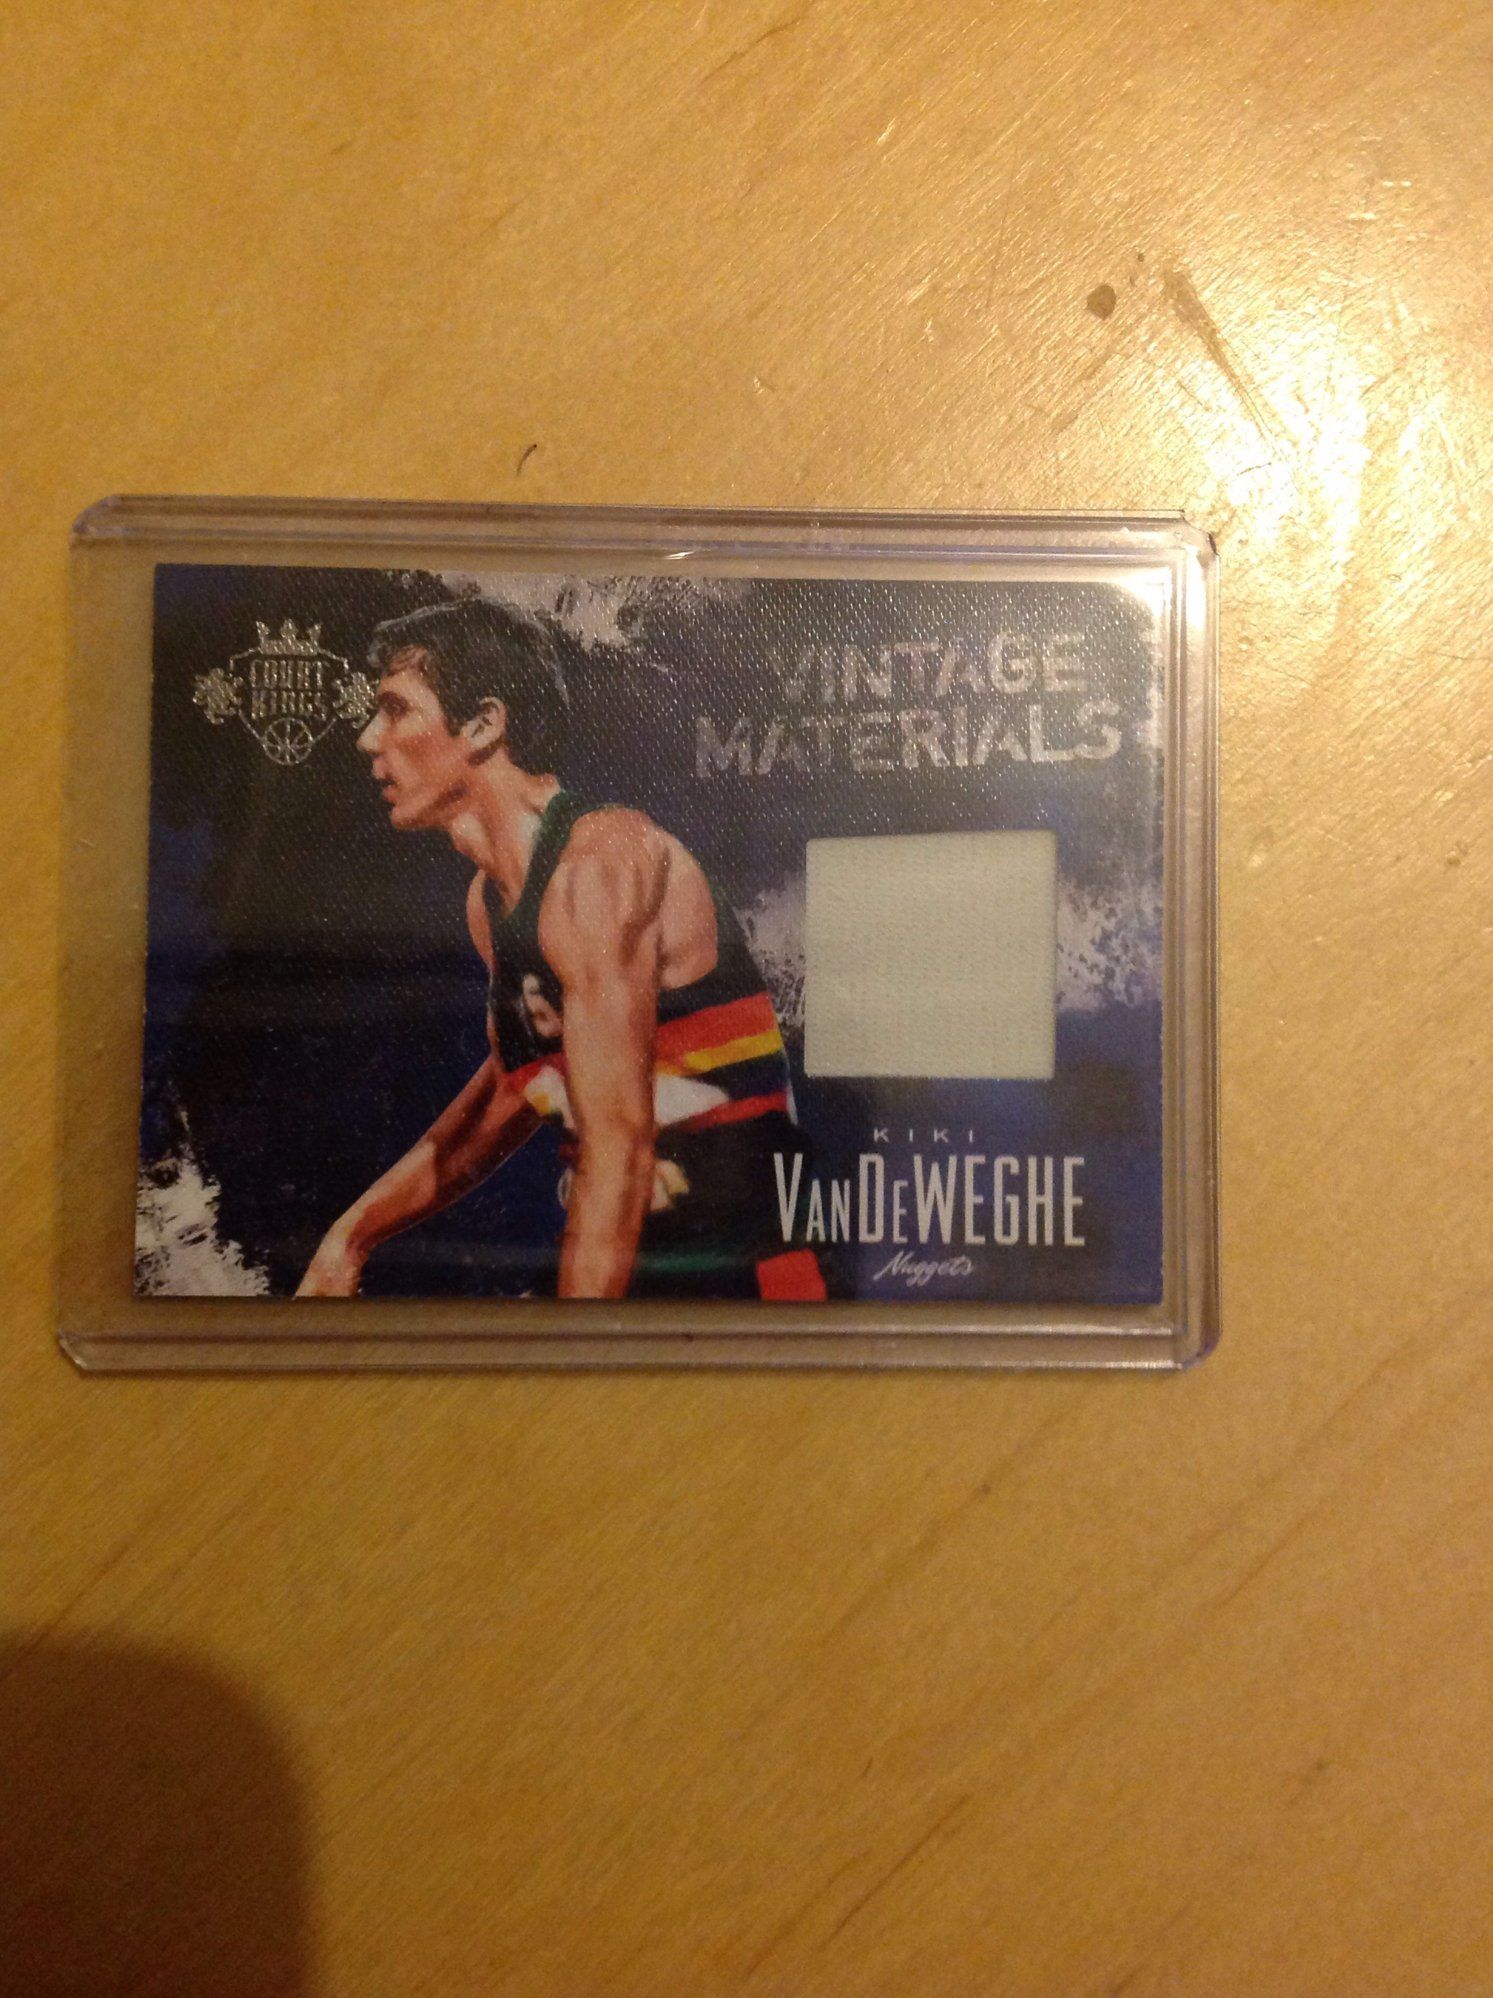 COURT
KINGS
VINTAGE
MATERIALS
KIKI
VANDEWEGHE
Nuggets